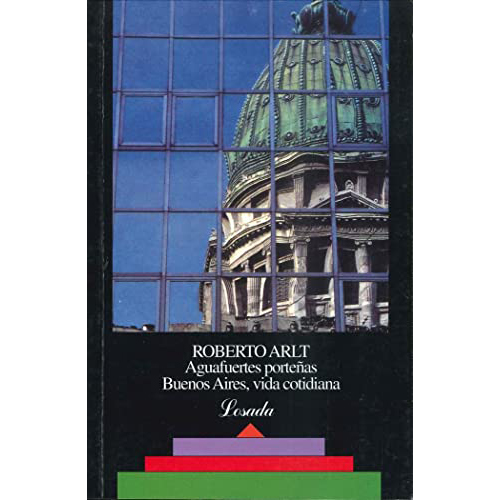 ROBERTO ARLT
Aguafuertes porteñas
Buenos Aires, vida cotidiana
Losada